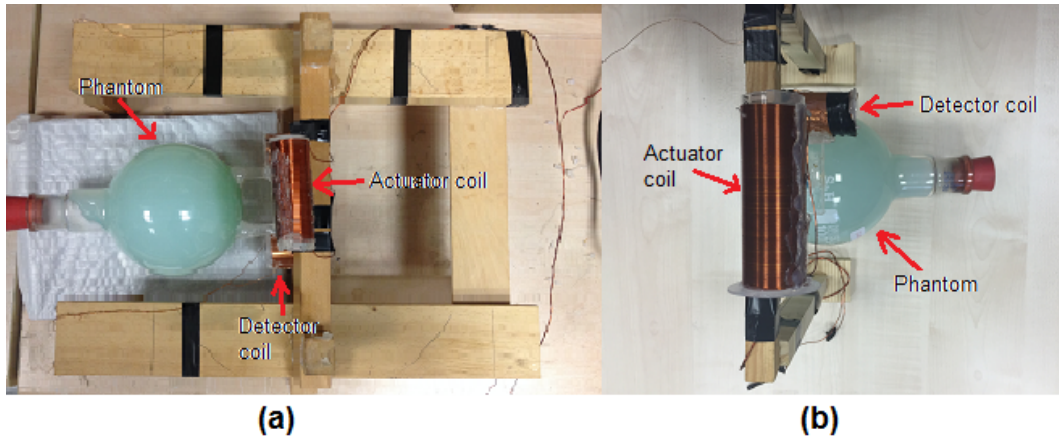 Phantom
Actuator coil
Detector
coil
(a)
Detector coil
Actuator
coil
Phantom
(b)